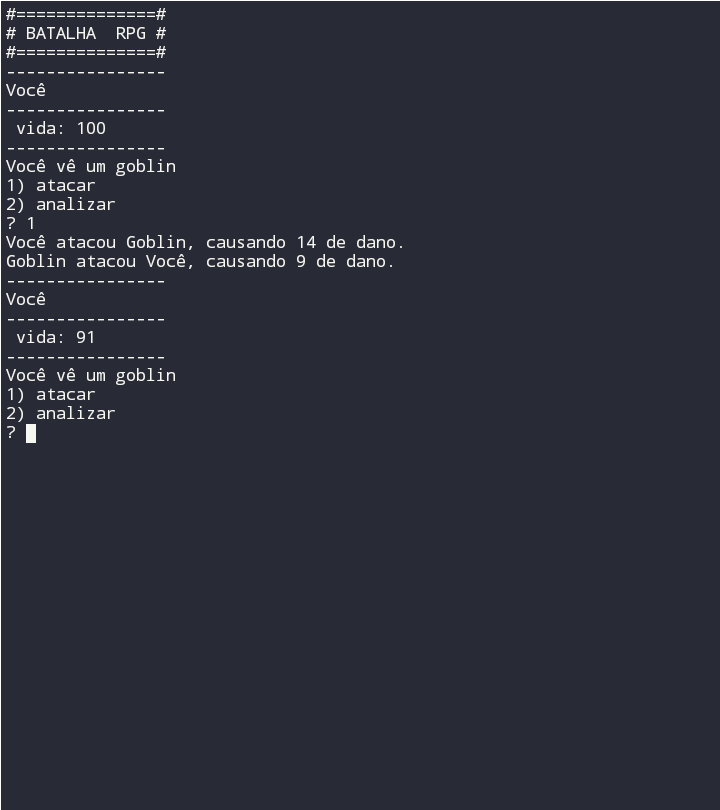 #==============#
# BATALHA  RPG #
#==============#
----------------
Você
----------------
 vida: 100
----------------
Você vê um goblin
1) atacar
2) analizar
? 1
Você atacou Goblin, causando 14 de dano.
Goblin atacou Você, causando 9 de dano.
----------------
Você
----------------
 vida: 91
----------------
Você vê um goblin
1) atacar
2) analizar
?